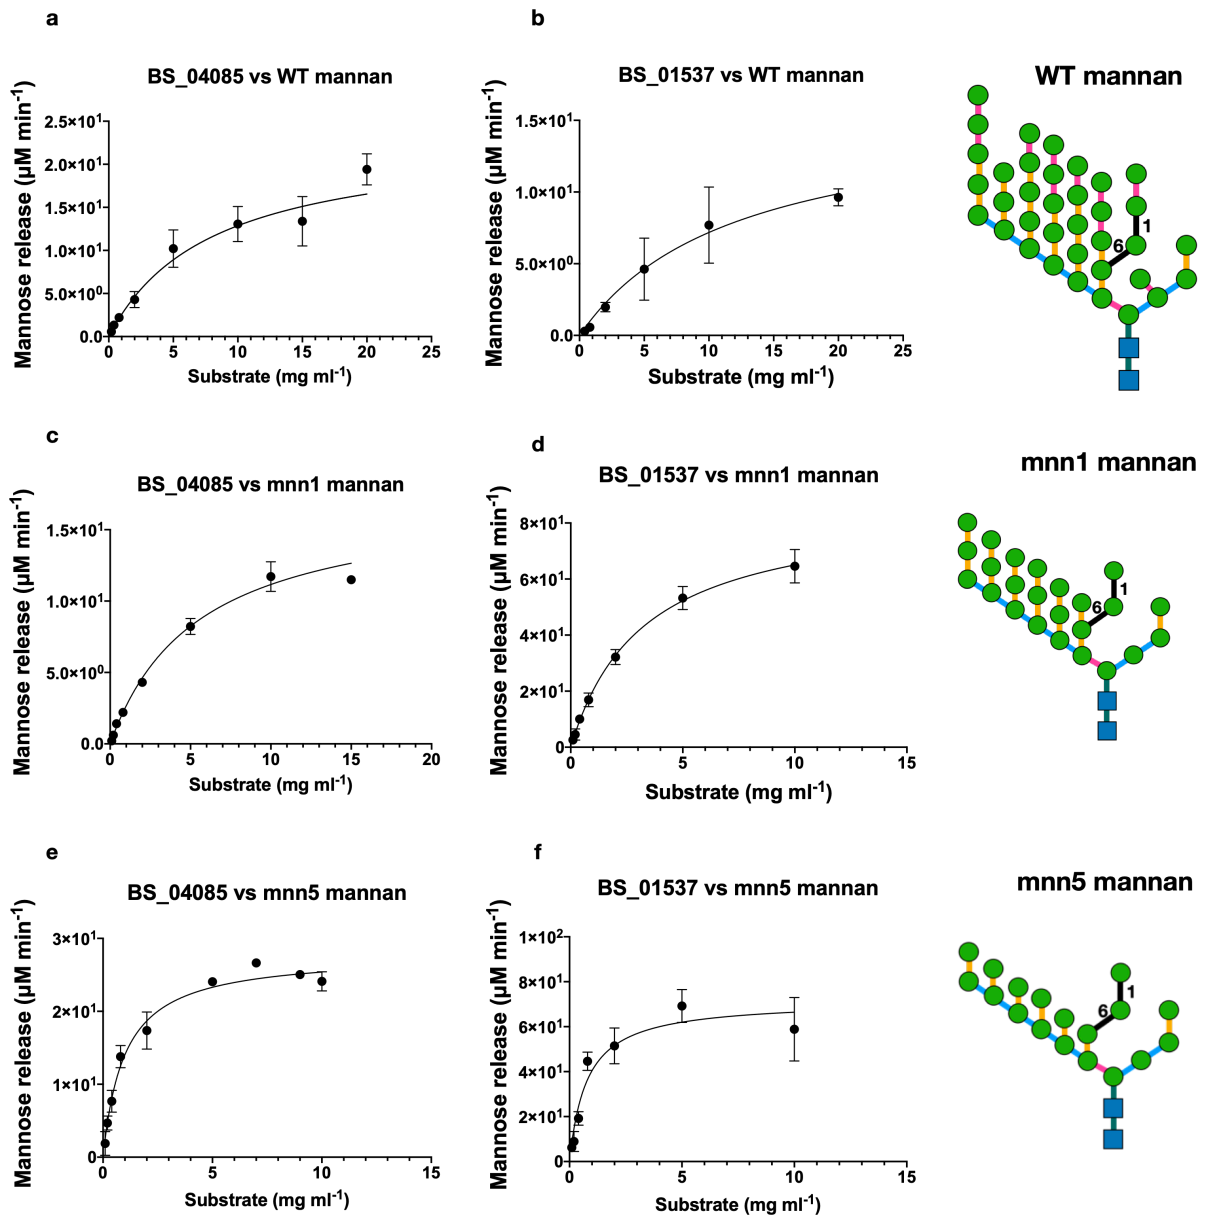 a
BS_04085 vs WT mannan
Mannose release (µM min⁻¹)
2.5×10¹
2.0×10¹
1.5×10¹
1.0×10¹
5.0×10⁰
0.0
0 5 10 15 20 25
Substrate (mg ml⁻¹)
b
BS_01537 vs WT mannan
Mannose release (µM min⁻¹)
1.5×10¹
1.0×10¹
5.0×10⁰
0.0
0 5 10 15 20 25
Substrate (mg ml⁻¹)
WT mannan
1
6
c
BS_04085 vs mnn1 mannan
Mannose release (µM min⁻¹)
1.5×10¹
1.0×10¹
5.0×10⁰
0.0
0 5 10 15 20
Substrate (mg ml⁻¹)
d
BS_01537 vs mnn1 mannan
Mannose release (µM min⁻¹)
8×10¹
6×10¹
4×10¹
2×10¹
0
0 5 10 15
Substrate (mg ml⁻¹)
mnn1 mannan
1
6
e
BS_04085 vs mnn5 mannan
Mannose release (µM min⁻¹)
3×10¹
2×10¹
1×10¹
0
0 5 10 15
Substrate (mg ml⁻¹)
f
BS_01537 vs mnn5 mannan
Mannose release (µM min⁻¹)
1×10²
8×10¹
6×10¹
4×10¹
2×10¹
0
0 5 10 15
Substrate (mg ml⁻¹)
mnn5 mannan
1
6